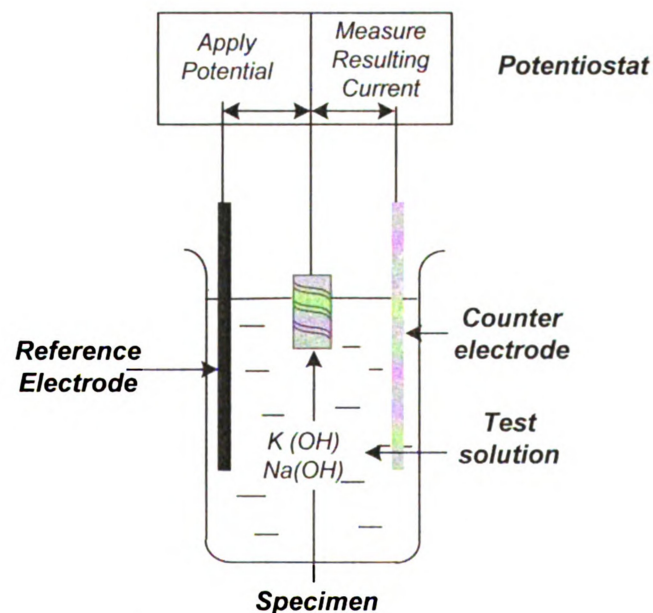 Apply
Potential
Measure
Resulting
Current
Potentiostat
Reference
Electrode
Counter
electrode
K (OH)
Na(OH)
Test
solution
Specimen